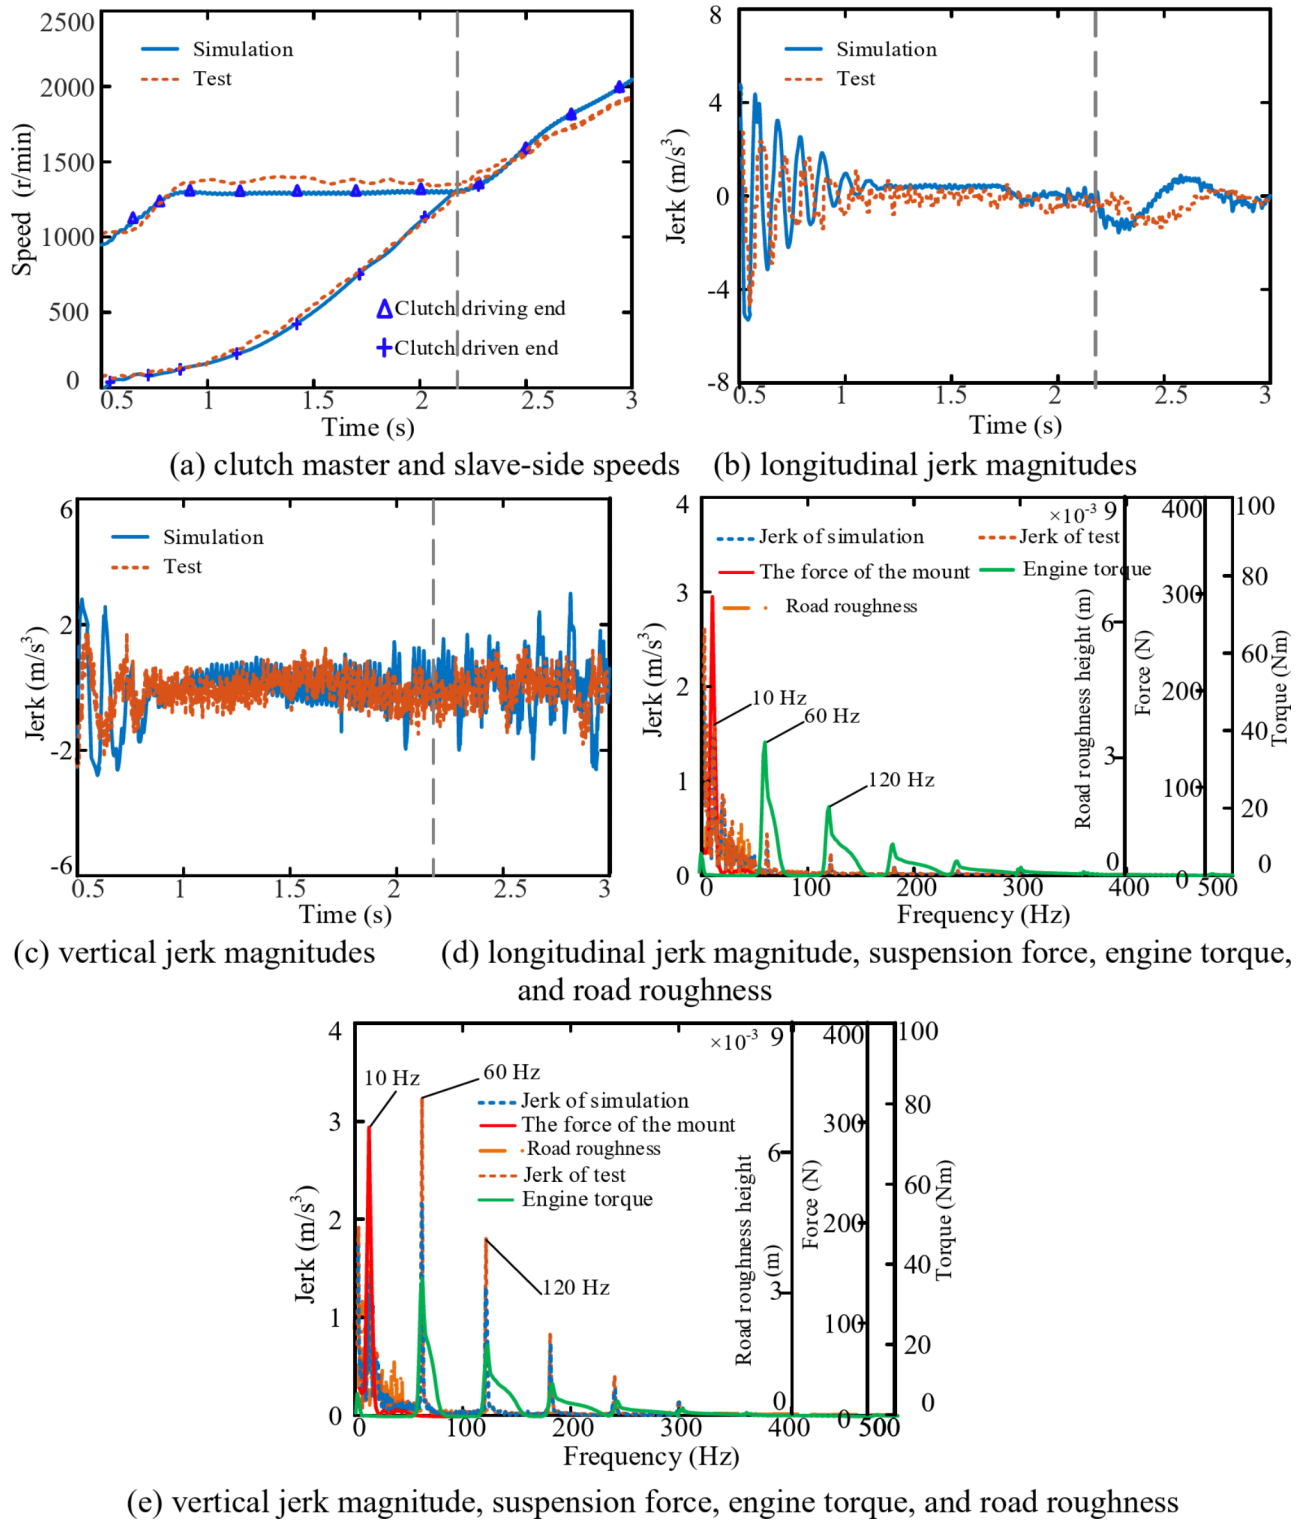 2500
2000
1500
1000
500
0
Speed (r/min)
Simulation
Test
Clutch driving end
Clutch driven end
0.5 1 1.5 2 2.5 3
Time (s)
(a) clutch master and slave-side speeds
8
4
0
-4
-8
Jerk (m/s³)
Simulation
Test
0.5 1 1.5 2 2.5 3
Time (s)
(b) longitudinal jerk magnitudes
6
2
-2
-6
Jerk (m/s³)
Simulation
Test
0.5 1 1.5 2 2.5 3
Time (s)
(c) vertical jerk magnitudes
4
3
2
1
0
Jerk (m/s³)
Jerk of simulation
Jerk of test
The force of the mount
Engine torque
Road roughness
10 Hz
60 Hz
120 Hz
×10⁻³ 9
6
3
0
Road roughness height (m)
400
300
200
100
0
Force (N)
100
80
60
40
20
0
Torque (Nm)
0 100 200 300 400 500
Frequency (Hz)
(d) longitudinal jerk magnitude, suspension force, engine torque,
and road roughness
4
3
2
1
0
Jerk (m/s³)
10 Hz
60 Hz
120 Hz
Jerk of simulation
The force of the mount
Road roughness
Jerk of test
Engine torque
×10⁻³ 9
6
3
0
Road roughness height
(m)
400
300
200
100
0
Force (N)
100
80
60
40
20
0
Torque (Nm)
0 100 200 300 400 500
Frequency (Hz)
(e) vertical jerk magnitude, suspension force, engine torque, and road roughness